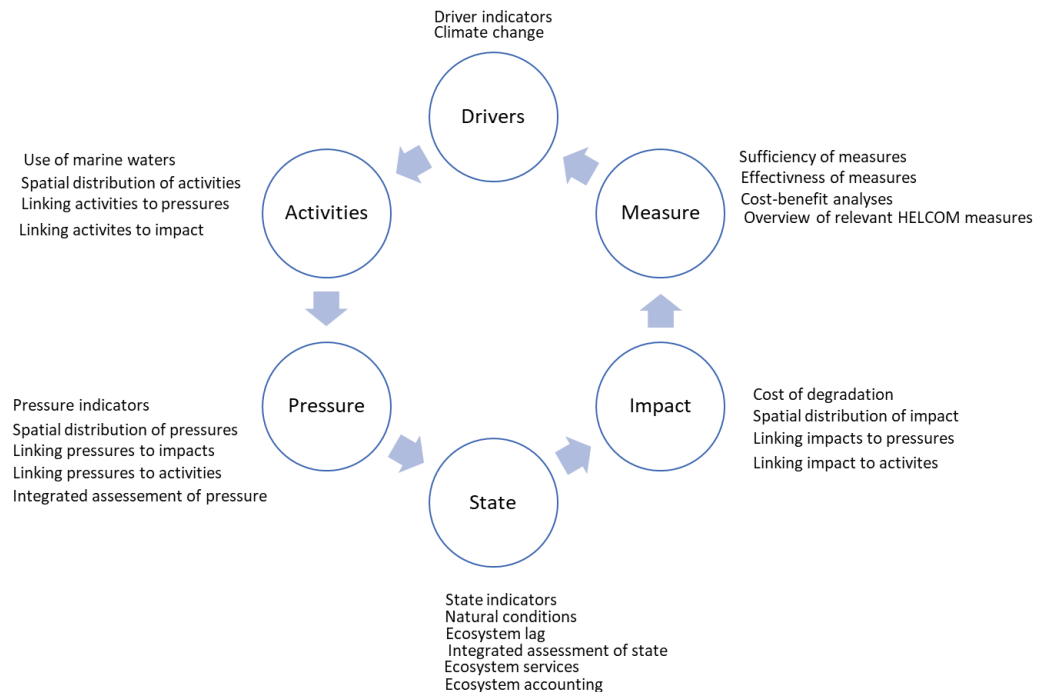 Driver indicators
Climate change
Drivers
Use of marine waters
Spatial distribution of activities
Linking activities to pressures
Linking activites to impact
Activities
Measure
Sufficiency of measures
Effectivness of measures
Cost-benefit analyses
Overview of relevant HELCOM measures
Pressure indicators
Spatial distribution of pressures
Linking pressures to impacts
Linking pressures to activities
Integrated assessment of pressure
Pressure
Impact
Cost of degradation
Spatial distribution of impact
Linking impacts to pressures
Linking impact to activites
State
State indicators
Natural conditions
Ecosystem lag
Integrated assessment of state
Ecosystem services
Ecosystem accounting